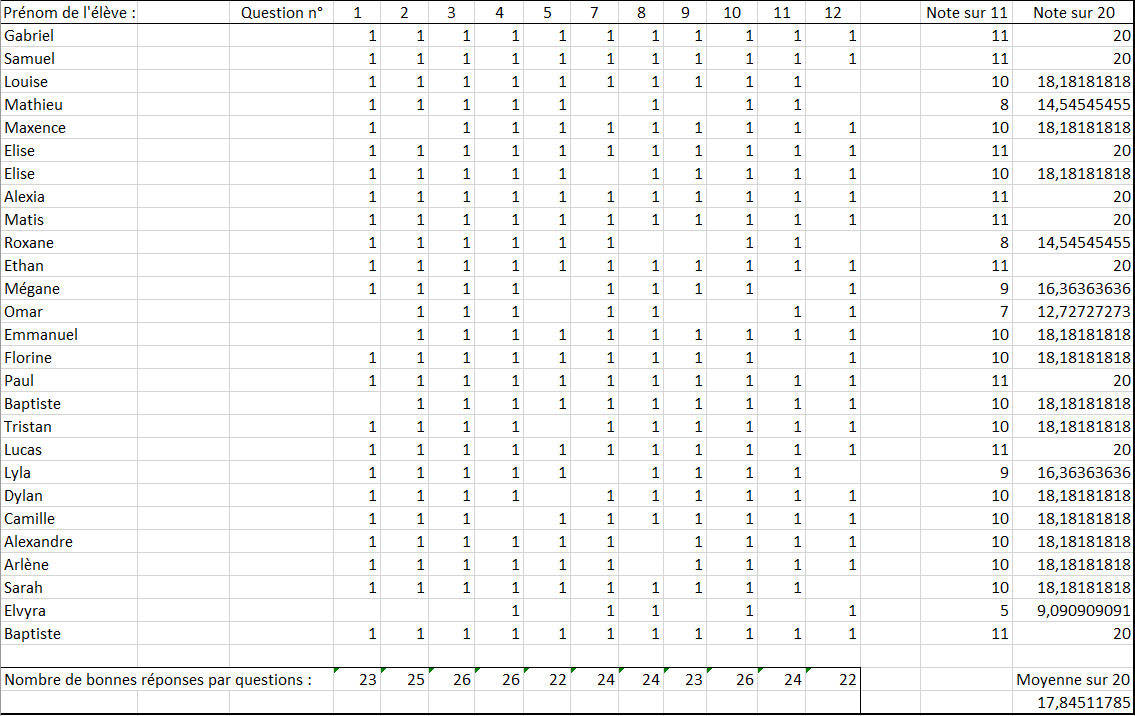 Prénom de l'élève : Question n° 1 2 3 4 5 7 8 9 10 11 12 Note sur 11 Note sur 20
Gabriel 1 1 1 1 1 1 1 1 1 1 1 11 20
Samuel 1 1 1 1 1 1 1 1 1 1 1 11 20
Louise 1 1 1 1 1 1 1 1 1 1 10 18,18181818
Mathieu 1 1 1 1 1 1 1 1 8 14,54545455
Maxence 1 1 1 1 1 1 1 1 1 1 10 18,18181818
Elise 1 1 1 1 1 1 1 1 1 1 1 11 20
Elise 1 1 1 1 1 1 1 1 1 1 10 18,18181818
Alexia 1 1 1 1 1 1 1 1 1 1 1 11 20
Matis 1 1 1 1 1 1 1 1 1 1 1 11 20
Roxane 1 1 1 1 1 1 1 1 8 14,54545455
Ethan 1 1 1 1 1 1 1 1 1 1 1 11 20
Mégane 1 1 1 1 1 1 1 1 1 9 16,36363636
Omar 1 1 1 1 1 1 1 7 12,72727273
Emmanuel 1 1 1 1 1 1 1 1 1 1 10 18,18181818
Florine 1 1 1 1 1 1 1 1 1 1 10 18,18181818
Paul 1 1 1 1 1 1 1 1 1 1 1 11 20
Baptiste 1 1 1 1 1 1 1 1 1 1 10 18,18181818
Tristan 1 1 1 1 1 1 1 1 1 1 10 18,18181818
Lucas 1 1 1 1 1 1 1 1 1 1 1 11 20
Lyla 1 1 1 1 1 1 1 1 1 9 16,36363636
Dylan 1 1 1 1 1 1 1 1 1 1 10 18,18181818
Camille 1 1 1 1 1 1 1 1 1 1 10 18,18181818
Alexandre 1 1 1 1 1 1 1 1 1 1 10 18,18181818
Arlène 1 1 1 1 1 1 1 1 1 1 10 18,18181818
Sarah 1 1 1 1 1 1 1 1 1 1 10 18,18181818
Elvyra 1 1 1 1 1 5 9,090909091
Baptiste 1 1 1 1 1 1 1 1 1 1 1 11 20
Nombre de bonnes réponses par questions : 23 25 26 26 22 24 24 23 26 24 22 Moyenne sur 20
17,84511785